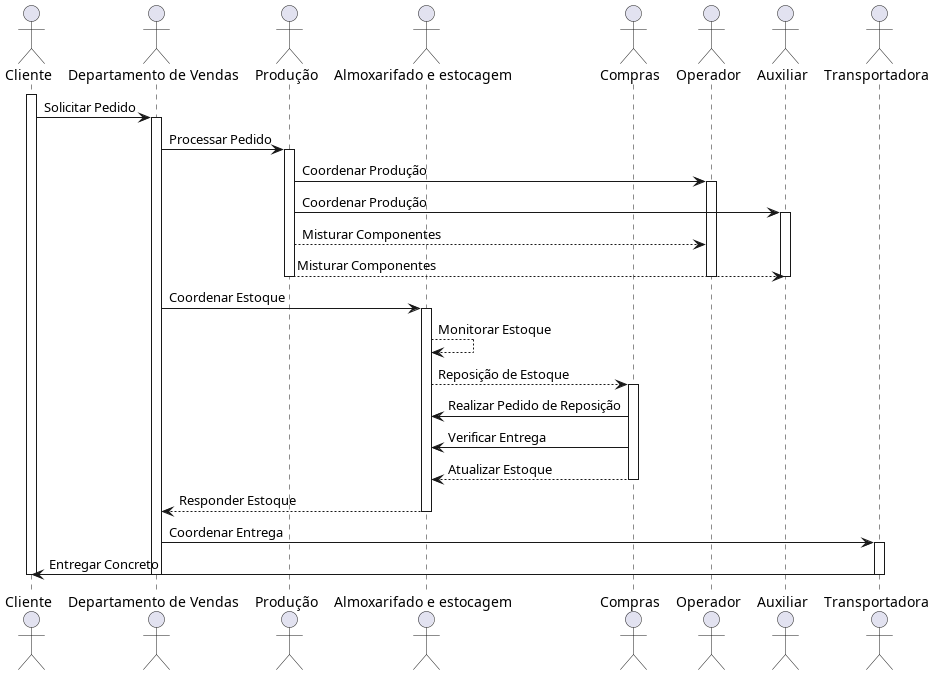 Cliente
Departamento de Vendas
Produção
Almoxarifado e estocagem
Compras
Operador
Auxiliar
Transportadora
Solicitar Pedido
Processar Pedido
Coordenar Produção
Coordenar Produção
Misturar Componentes
Misturar Componentes
Coordenar Estoque
Monitorar Estoque
Reposição de Estoque
Realizar Pedido de Reposição
Verificar Entrega
Atualizar Estoque
Responder Estoque
Coordenar Entrega
Entregar Concreto
Cliente
Departamento de Vendas
Produção
Almoxarifado e estocagem
Compras
Operador
Auxiliar
Transportadora